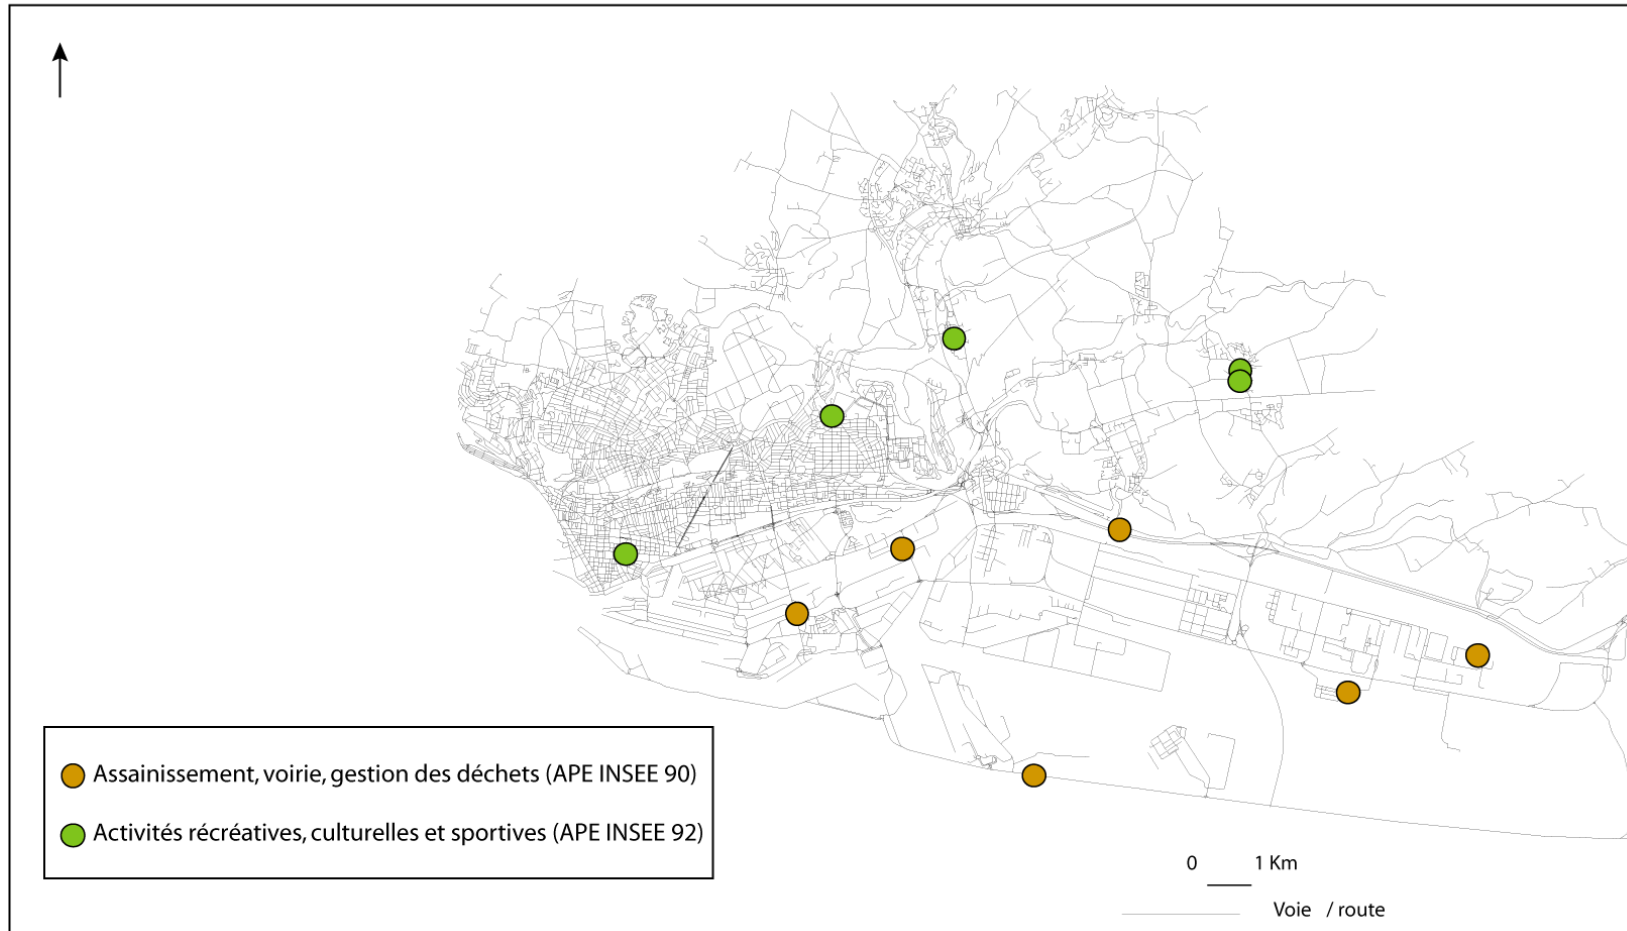 Assainissement, voirie, gestion des déchets (APE INSEE 90)
Activités récréatives, culturelles et sportives (APE INSEE 92)
0 1 Km
Voie / route